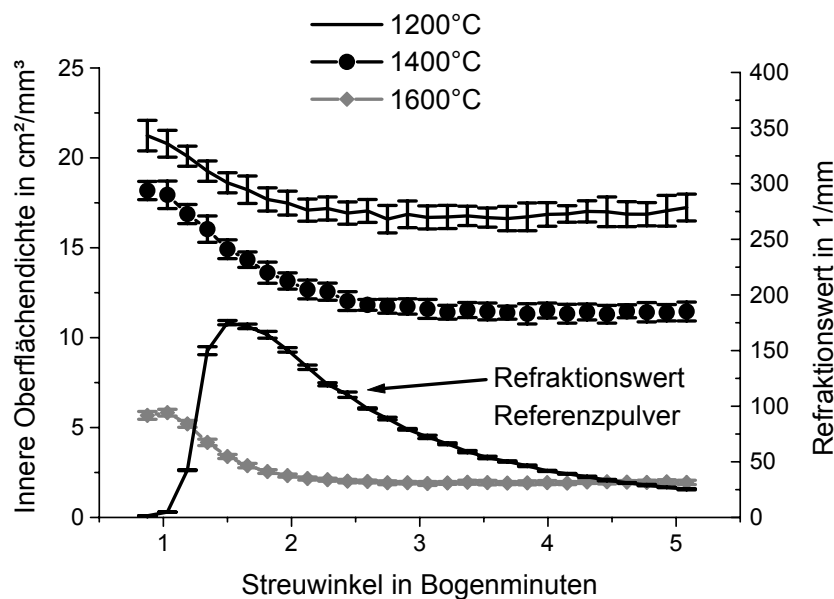 1200°C
1400°C
1600°C
Innere Oberflächendichte in cm²/mm³
25
20
15
10
5
0
400
350
300
250
200
150
100
50
0
Refraktionswert in 1/mm
Refraktionswert
Referenzpulver
1
2
3
4
5
Streuwinkel in Bogenminuten